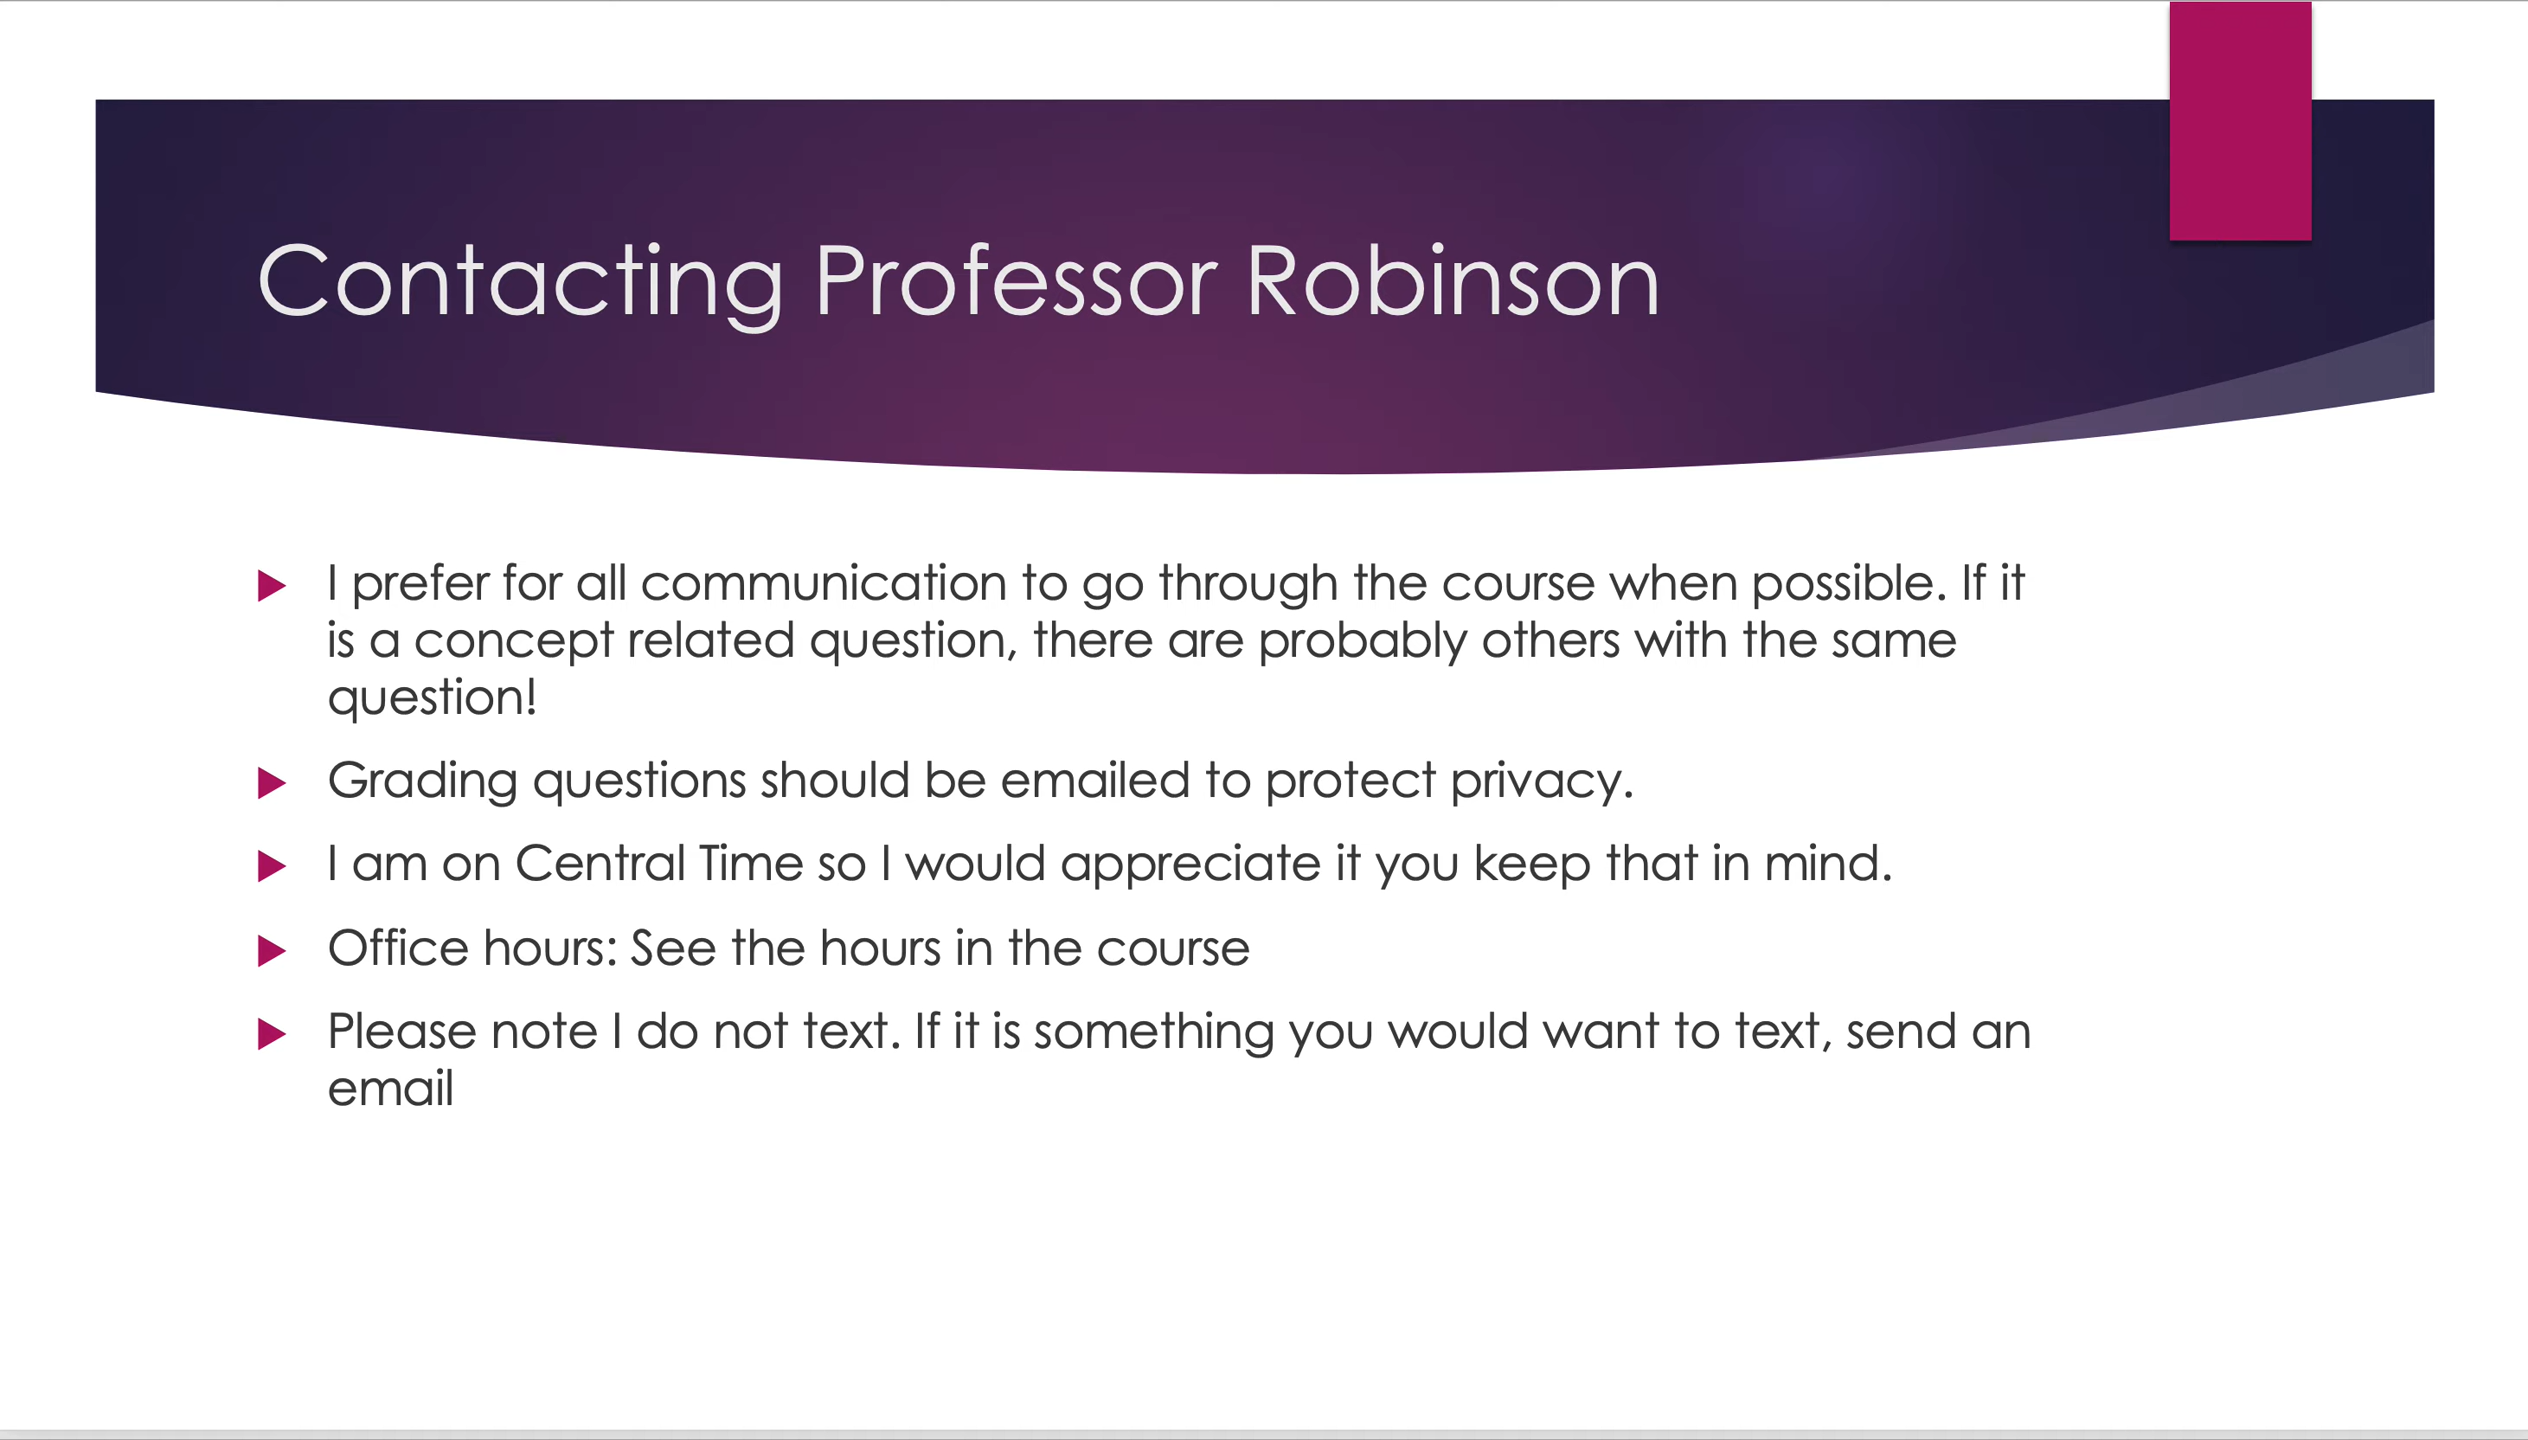 Contacting Professor Robinson
I prefer for all communication to go through the course when possible. If it
is a concept related question, there are probably others with the same
question!
Grading questions should be emailed to protect privacy.
I am on Central Time so I would appreciate it you keep that in mind.
Office hours: See the hours in the course
Please note I do not text. If it is something you would want to text, send an
email